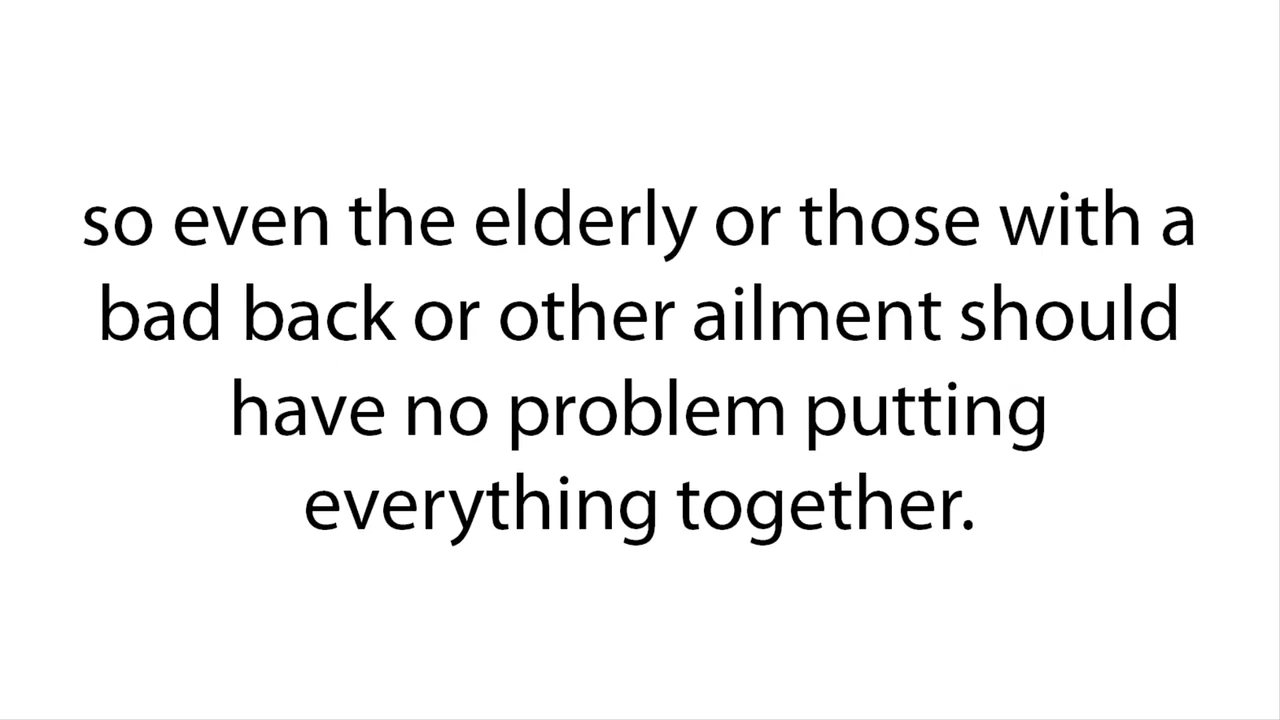 so even the elderly or those with a
bad back or other ailment should
have no problem putting
everything together.